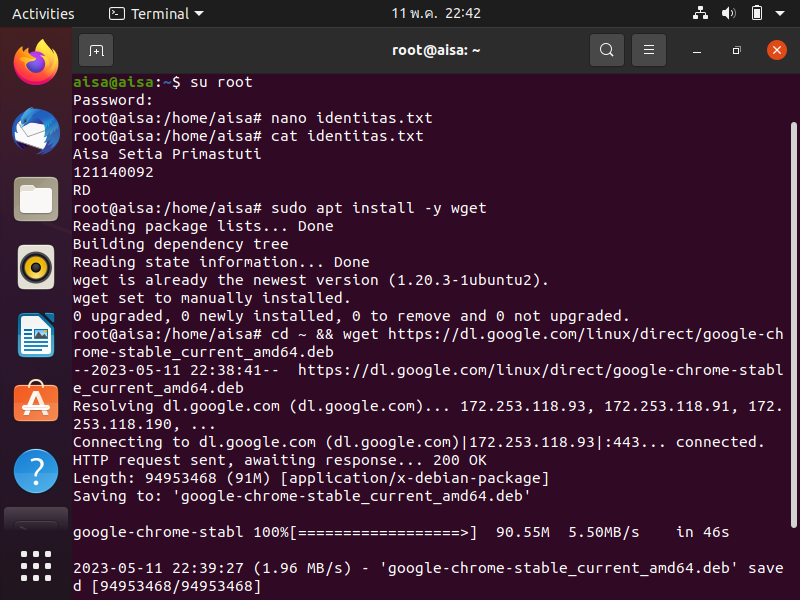 Activities Terminal 11 พ.ค. 22:42
root@aisa: ~
aisa@aisa:~$ su root
Password:
root@aisa:/home/aisa# nano identitas.txt
root@aisa:/home/aisa# cat identitas.txt
Aisa Setia Primastuti
121140092
RD
root@aisa:/home/aisa# sudo apt install -y wget
Reading package lists... Done
Building dependency tree
Reading state information... Done
wget is already the newest version (1.20.3-1ubuntu2).
wget set to manually installed.
0 upgraded, 0 newly installed, 0 to remove and 0 not upgraded.
root@aisa:/home/aisa# cd ~ && wget https://dl.google.com/linux/direct/google-ch
rome-stable_current_amd64.deb
--2023-05-11 22:38:41--  https://dl.google.com/linux/direct/google-chrome-stabl
e_current_amd64.deb
Resolving dl.google.com (dl.google.com)... 172.253.118.93, 172.253.118.91, 172.
253.118.190, ...
Connecting to dl.google.com (dl.google.com)|172.253.118.93|:443... connected.
HTTP request sent, awaiting response... 200 OK
Length: 94953468 (91M) [application/x-debian-package]
Saving to: 'google-chrome-stable_current_amd64.deb'
google-chrome-stabl 100%[==================>]  90.55M  5.50MB/s    in 46s
2023-05-11 22:39:27 (1.96 MB/s) - 'google-chrome-stable_current_amd64.deb' save
d [94953468/94953468]